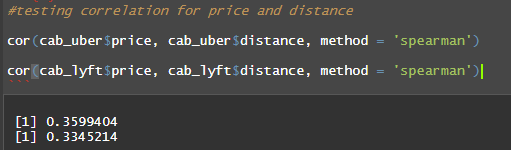 #testing correlation for price and distance
cor(cab_uber$price, cab_uber$distance, method = 'spearman')
cor(cab_lyft$price, cab_lyft$distance, method = 'spearman')
[1] 0.3599404
[1] 0.3345214